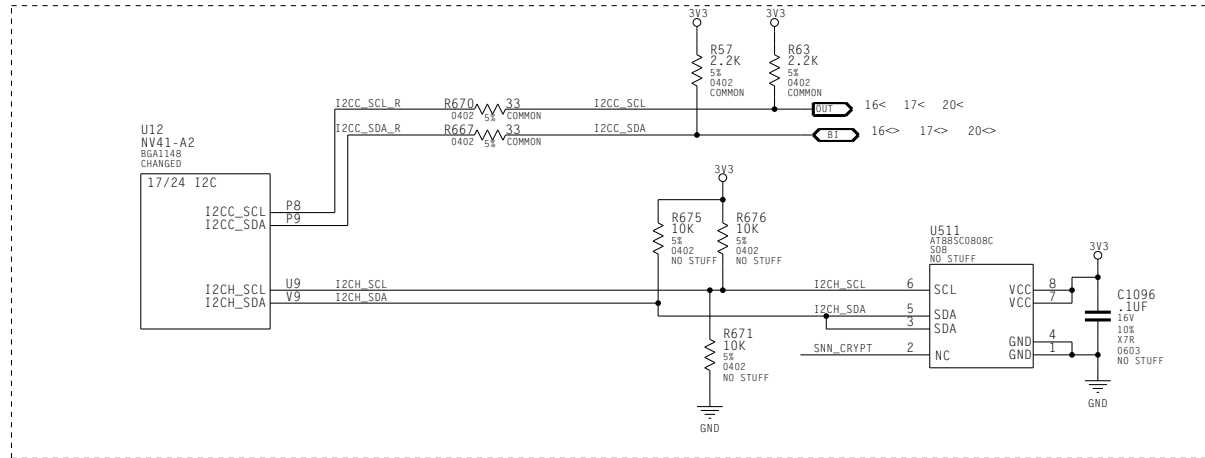 3V3 3V3
R57 R63
2.2K 2.2K
5% 5%
0402 0402
COMMON COMMON
I2CC_SCL_R R670 33 I2CC_SCL OUT 16< 17< 20<
0402 5% COMMON
I2CC_SDA_R R667 33 I2CC_SDA BI 16<> 17<> 20<>
0402 5% COMMON
U12
NV41-A2
BGA1148
CHANGED
17/24 I2C
I2CC_SCL P8
I2CC_SDA P9
I2CH_SCL U9 I2CH_SCL
I2CH_SDA V9 I2CH_SDA
3V3
R675 R676
10K 10K
5% 5%
0402 0402
NO STUFF NO STUFF
R671
10K
5%
0402
NO STUFF
GND
U511
AT88SC0808C
SO8
NO STUFF
I2CH_SCL 6 SCL VCC 8
VCC 7
I2CH_SDA 5 SDA
3 SDA
GND 4
SNN_CRYPT 2 NC GND 1
3V3
C1096
.1UF
16V
10%
X7R
0603
NO STUFF
GND